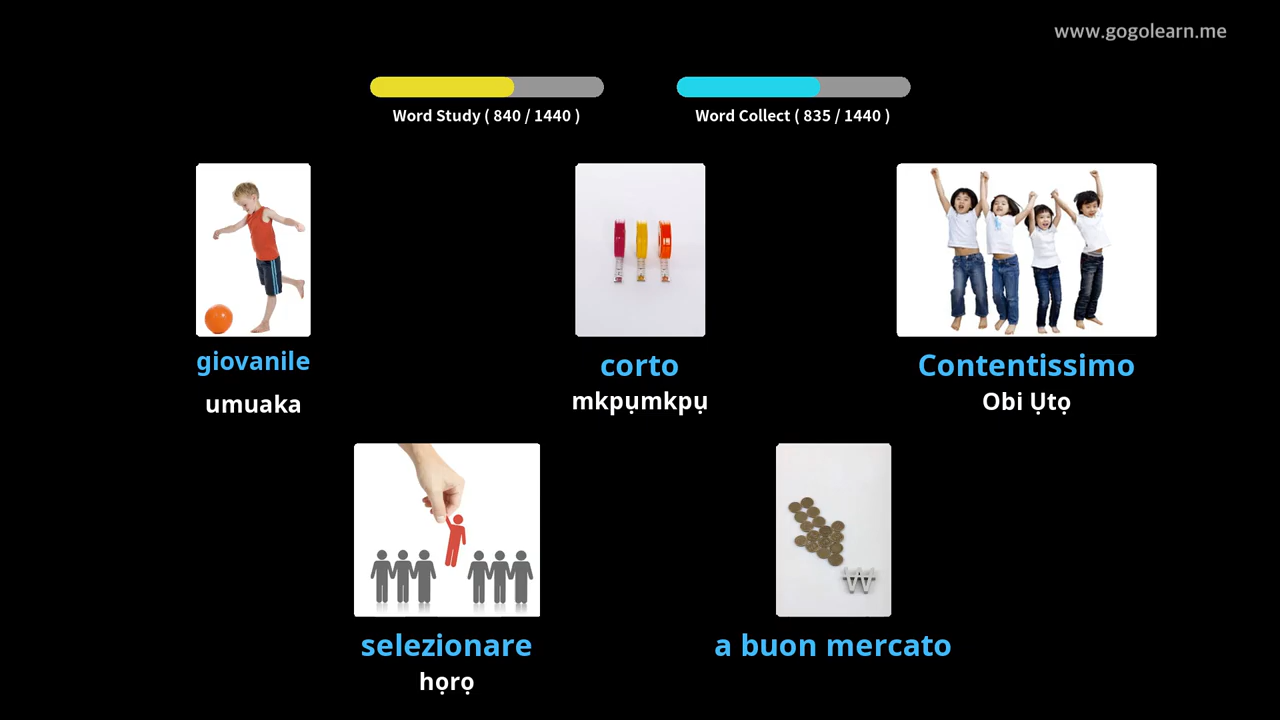 www.gogolearn.me
Word Study ( 840 / 1440 )
Word Collect ( 835 / 1440 )
giovanile
umuaka
corto
mkpụmkpụ
Contentissimo
Obi Ụtọ
selezionare
họrọ
a buon mercato